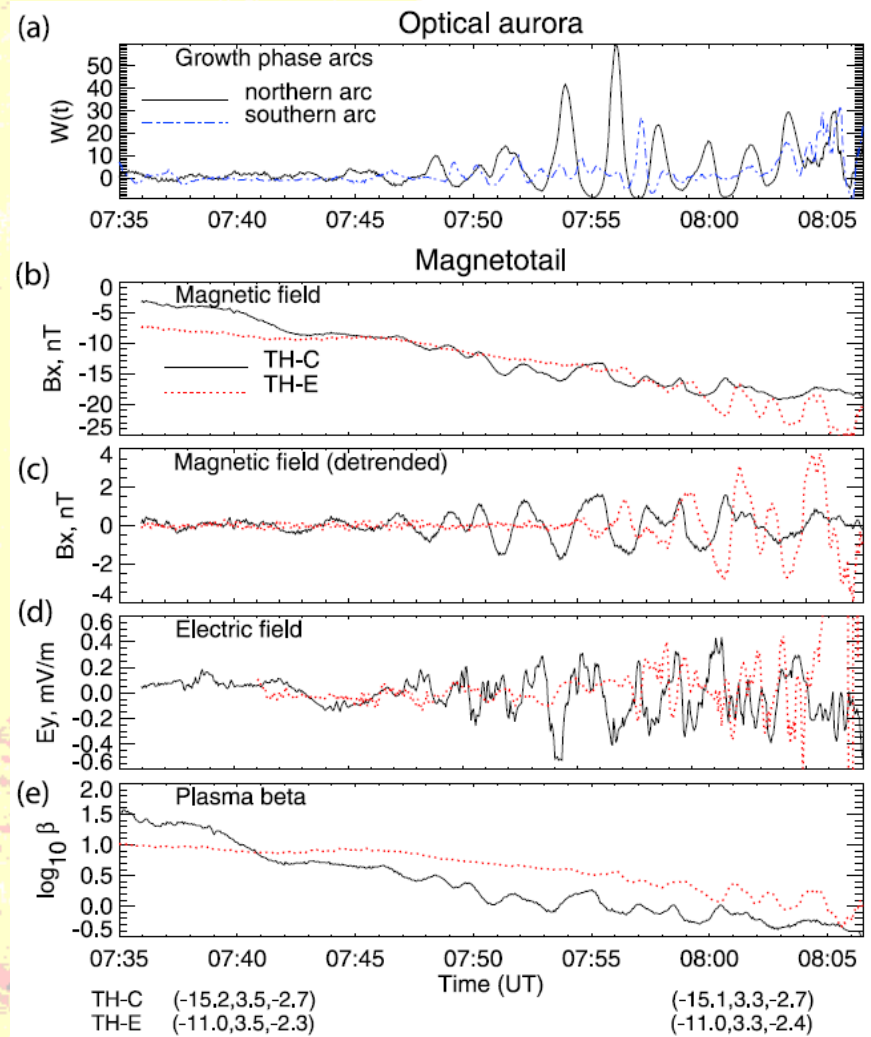 (a) Optical aurora
Growth phase arcs
northern arc
southern arc
W(t)
50
40
30
20
10
0
07:35 07:40 07:45 07:50 07:55 08:00 08:05
Magnetotail
(b)
Magnetic field
TH-C
TH-E
Bx, nT
0
-5
-10
-15
-20
-25
(c)
Magnetic field (detrended)
Bx, nT
4
2
0
-2
-4
(d)
Electric field
Ey, mV/m
0.6
0.4
0.2
0.0
-0.2
-0.4
-0.6
(e)
Plasma beta
log10 β
2.0
1.5
1.0
0.5
0.0
-0.5
07:35 07:40 07:45 07:50 07:55 08:00 08:05
Time (UT)
TH-C (-15.2,3.5,-2.7) (-15.1,3.3,-2.7)
TH-E (-11.0,3.5,-2.3) (-11.0,3.3,-2.4)